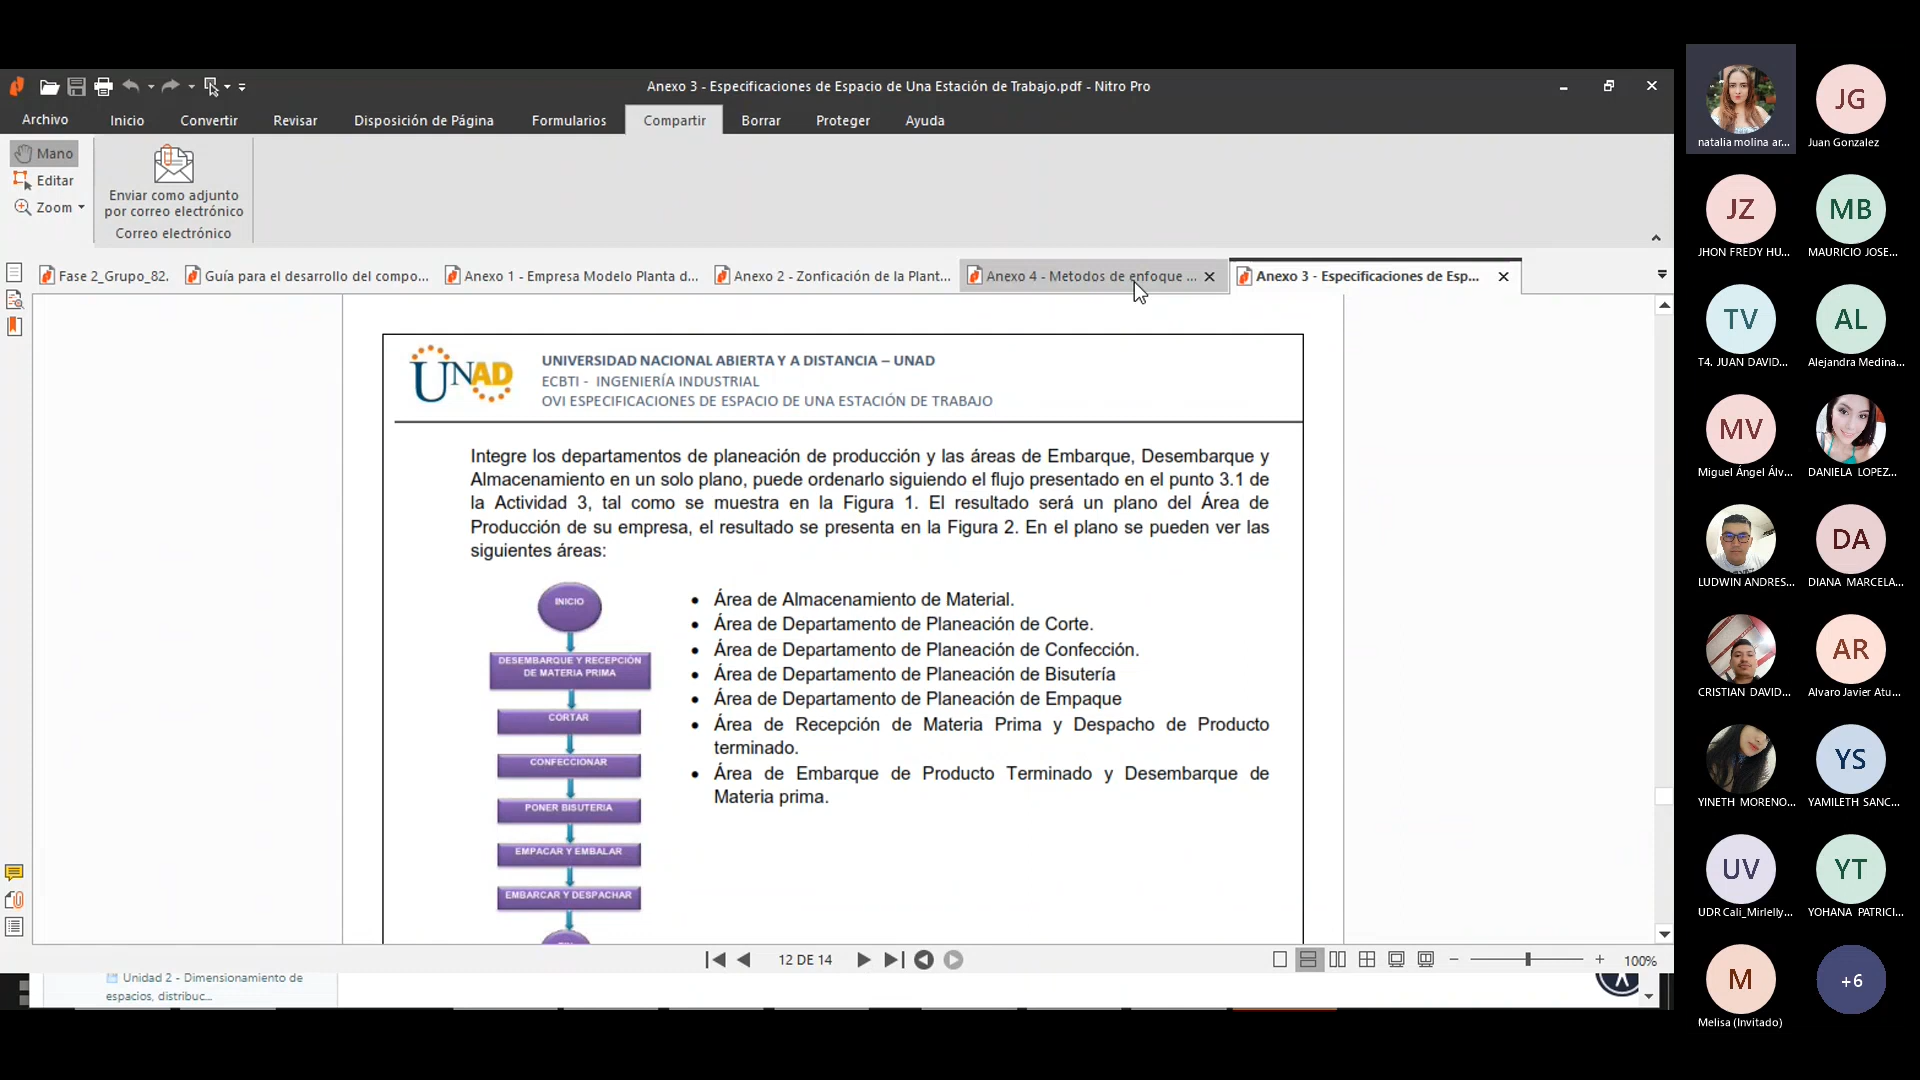 Anexo 3 - Especificaciones de Espacio de Una Estación de Trabajo.pdf - Nitro Pro
Archivo
Inicio
Convertir
Revisar
Disposición de Página
Formularios
Compartir
Borrar
Proteger
Ayuda
Mano
Editar
Zoom
Enviar como adjunto
por correo electrónico
Correo electrónico
Fase 2_Grupo_82.
Guía para el desarrollo del compo...
Anexo 1 - Empresa Modelo Planta d...
Anexo 2 - Zonficación de la Plant...
Anexo 4 - Metodos de enfoque ...
Anexo 3 - Especificaciones de Esp...
UNAD
UNIVERSIDAD NACIONAL ABIERTA Y A DISTANCIA – UNAD
ECBTI - INGENIERÍA INDUSTRIAL
OVI ESPECIFICACIONES DE ESPACIO DE UNA ESTACIÓN DE TRABAJO
Integre los departamentos de planeación de producción y las áreas de Embarque, Desembarque y
Almacenamiento en un solo plano, puede ordenarlo siguiendo el flujo presentado en el punto 3.1 de
la Actividad 3, tal como se muestra en la Figura 1. El resultado será un plano del Área de
Producción de su empresa, el resultado se presenta en la Figura 2. En el plano se pueden ver las
siguientes áreas:
INICIO
DESEMBARQUE Y RECEPCIÓN
DE MATERIA PRIMA
CORTAR
CONFECCIONAR
PONER BISUTERIA
EMPACAR Y EMBALAR
EMBARCAR Y DESPACHAR
• Área de Almacenamiento de Material.
• Área de Departamento de Planeación de Corte.
• Área de Departamento de Planeación de Confección.
• Área de Departamento de Planeación de Bisutería
• Área de Departamento de Planeación de Empaque
• Área de Recepción de Materia Prima y Despacho de Producto
terminado.
• Área de Embarque de Producto Terminado y Desembarque de
Materia prima.
12 DE 14
100%
Unidad 2 - Dimensionamiento de
espacios, distribuc...
natalia molina ar...
JG
Juan Gonzalez
JZ
JHON FREDY HU...
MB
MAURICIO JOSE...
TV
T4. JUAN DAVID...
AL
Alejandra Medina...
MV
Miguel Ángel Álv...
DANIELA LOPEZ...
LUDWIN ANDRES...
DA
DIANA MARCELA...
CRISTIAN DAVID...
AR
Alvaro Javier Atu...
YINETH MORENO...
YS
YAMILETH SANC...
UV
UDR Cali_Mirlelly...
YT
YOHANA PATRICI...
M
Melisa (Invitado)
+6